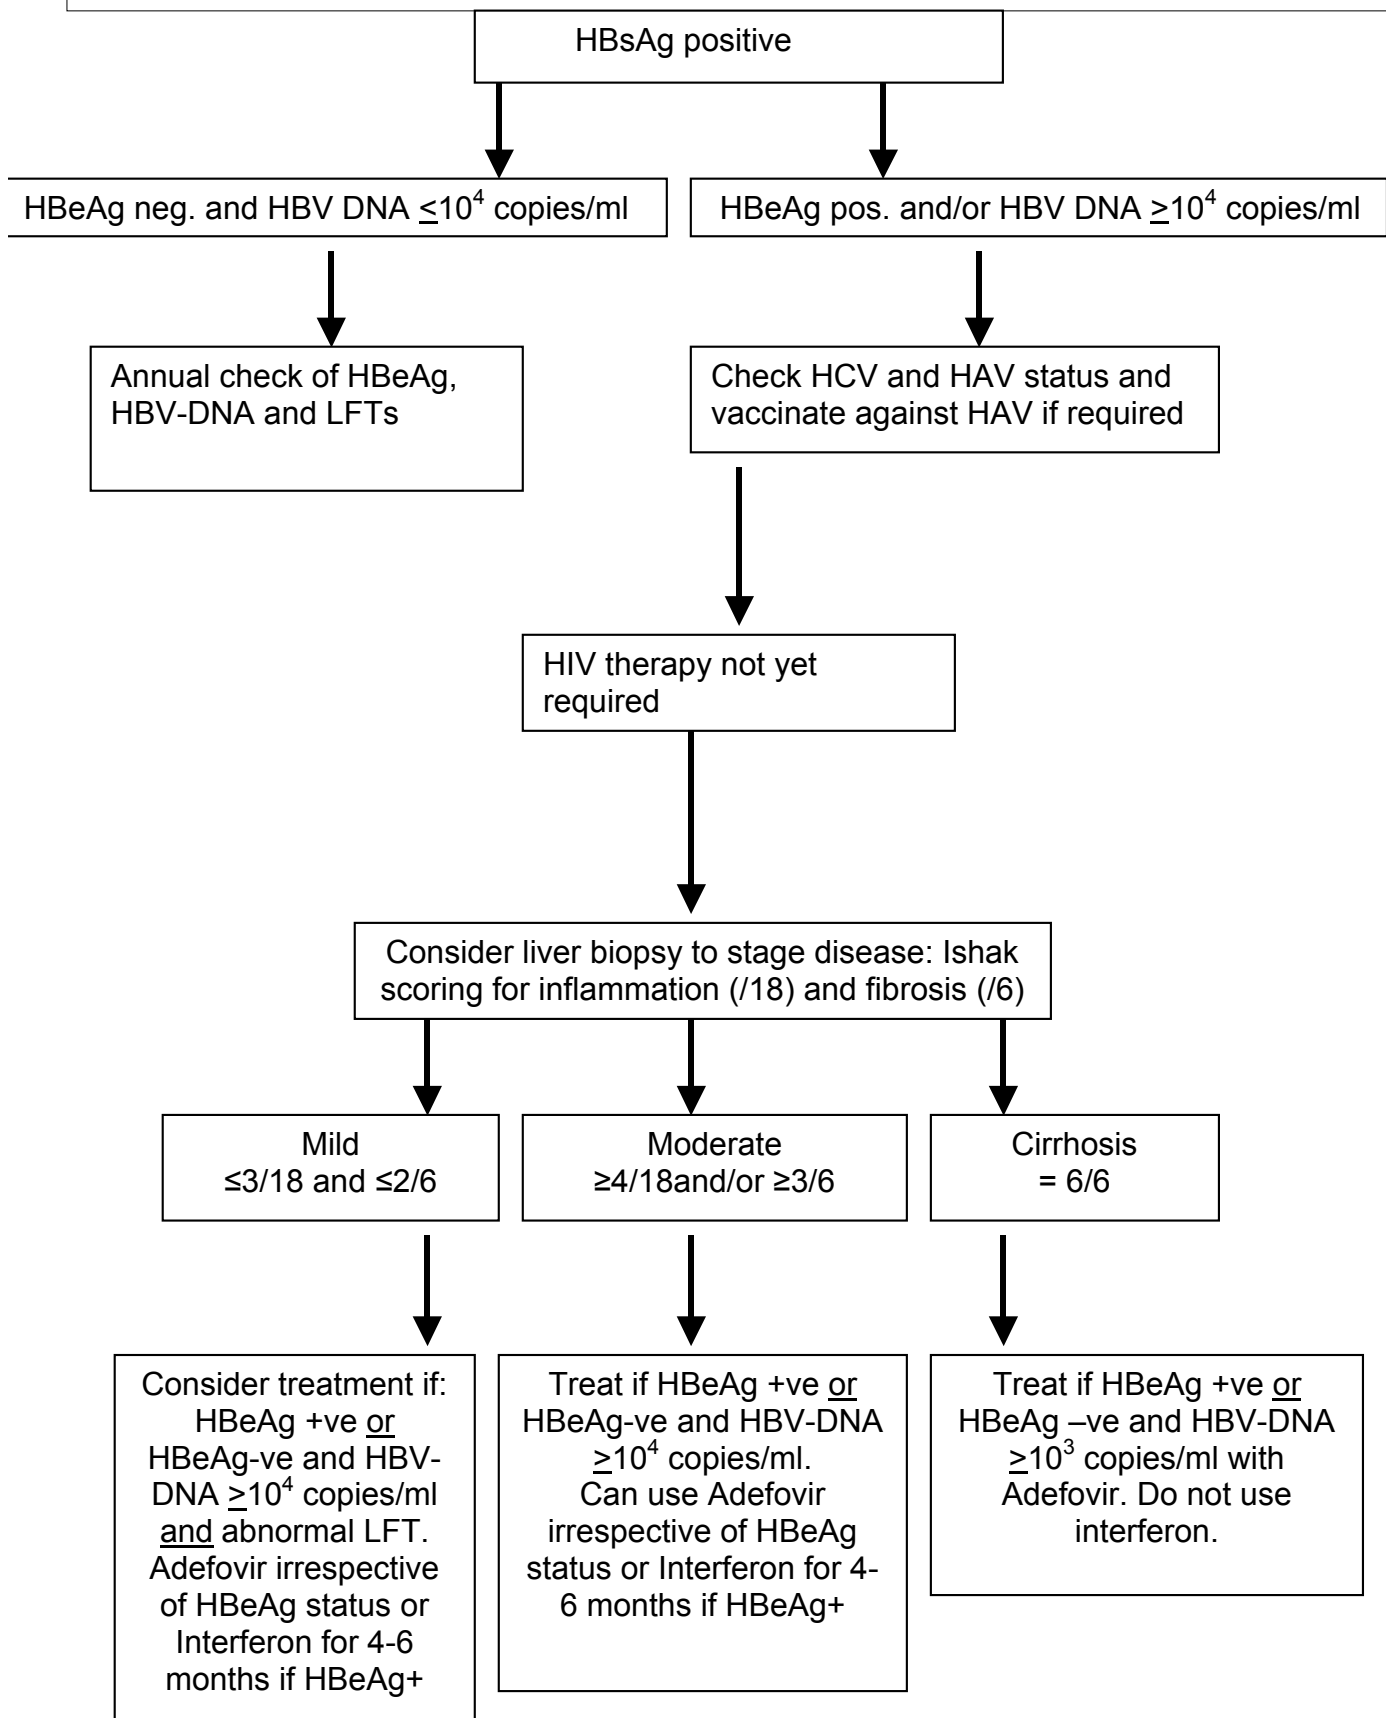 HBsAg positive
HBeAg neg. and HBV DNA ≤10⁴ copies/ml
HBeAg pos. and/or HBV DNA ≥10⁴ copies/ml
Annual check of HBeAg,
HBV-DNA and LFTs
Check HCV and HAV status and
vaccinate against HAV if required
HIV therapy not yet
required
Consider liver biopsy to stage disease: Ishak
scoring for inflammation (/18) and fibrosis (/6)
Mild
≤3/18 and ≤2/6
Moderate
≥4/18and/or ≥3/6
Cirrhosis
= 6/6
Consider treatment if:
HBeAg +ve or
HBeAg-ve and HBV-
DNA ≥10⁴ copies/ml
and abnormal LFT.
Adefovir irrespective
of HBeAg status or
Interferon for 4-6
months if HBeAg+
Treat if HBeAg +ve or
HBeAg-ve and HBV-DNA
≥10⁴ copies/ml.
Can use Adefovir
irrespective of HBeAg
status or Interferon for 4-
6 months if HBeAg+
Treat if HBeAg +ve or
HBeAg –ve and HBV-DNA
≥10³ copies/ml with
Adefovir. Do not use
interferon.